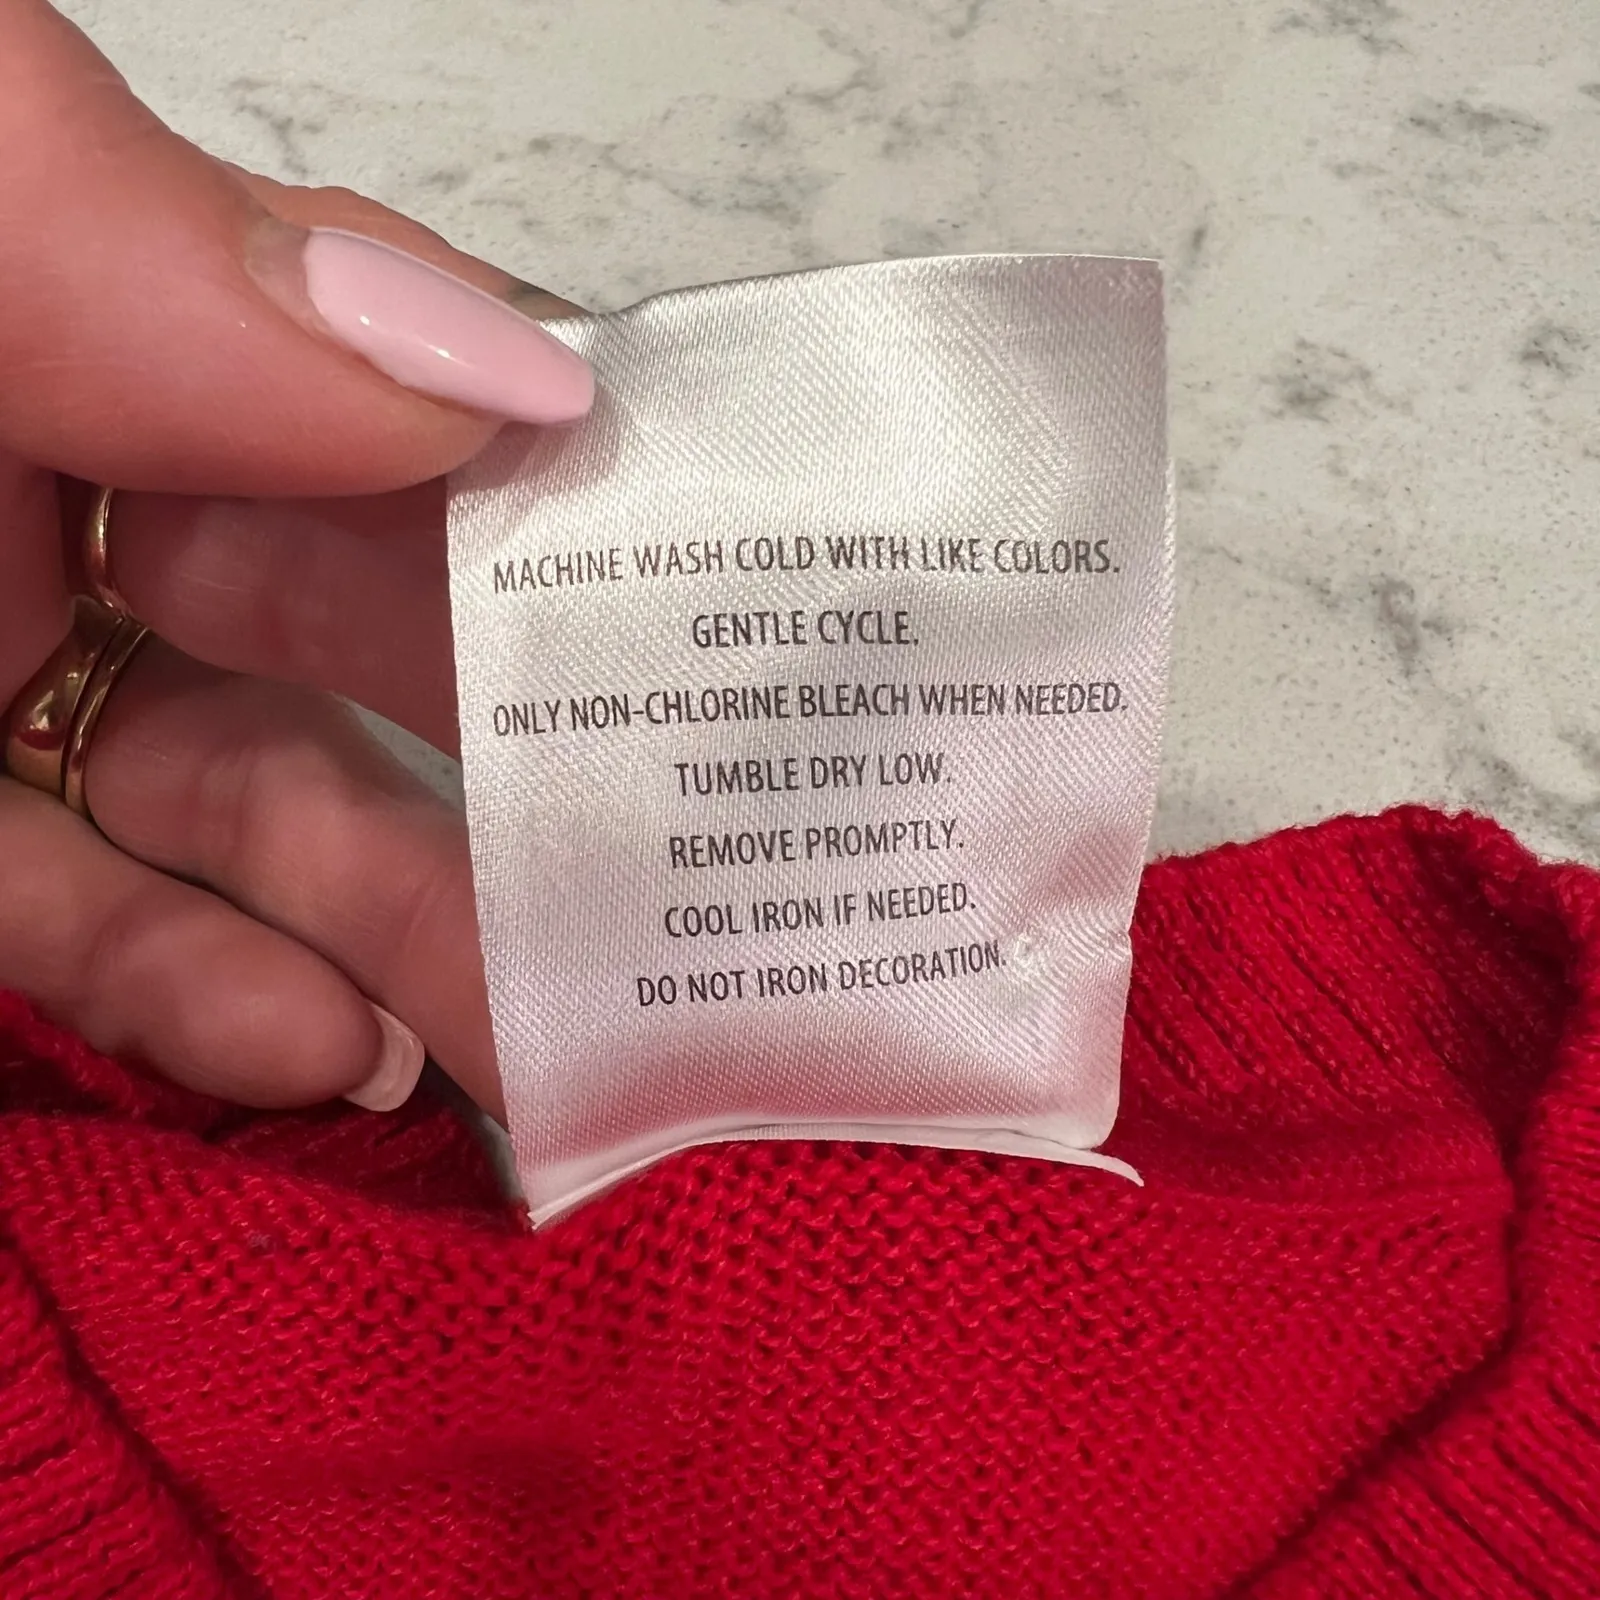 MACHINE WASH COLD WITH LIKE COLORS.
GENTLE CYCLE.
ONLY NON-CHLORINE BLEACH WHEN NEEDED.
TUMBLE DRY LOW.
REMOVE PROMPTLY.
COOL IRON IF NEEDED.
DO NOT IRON DECORATION.